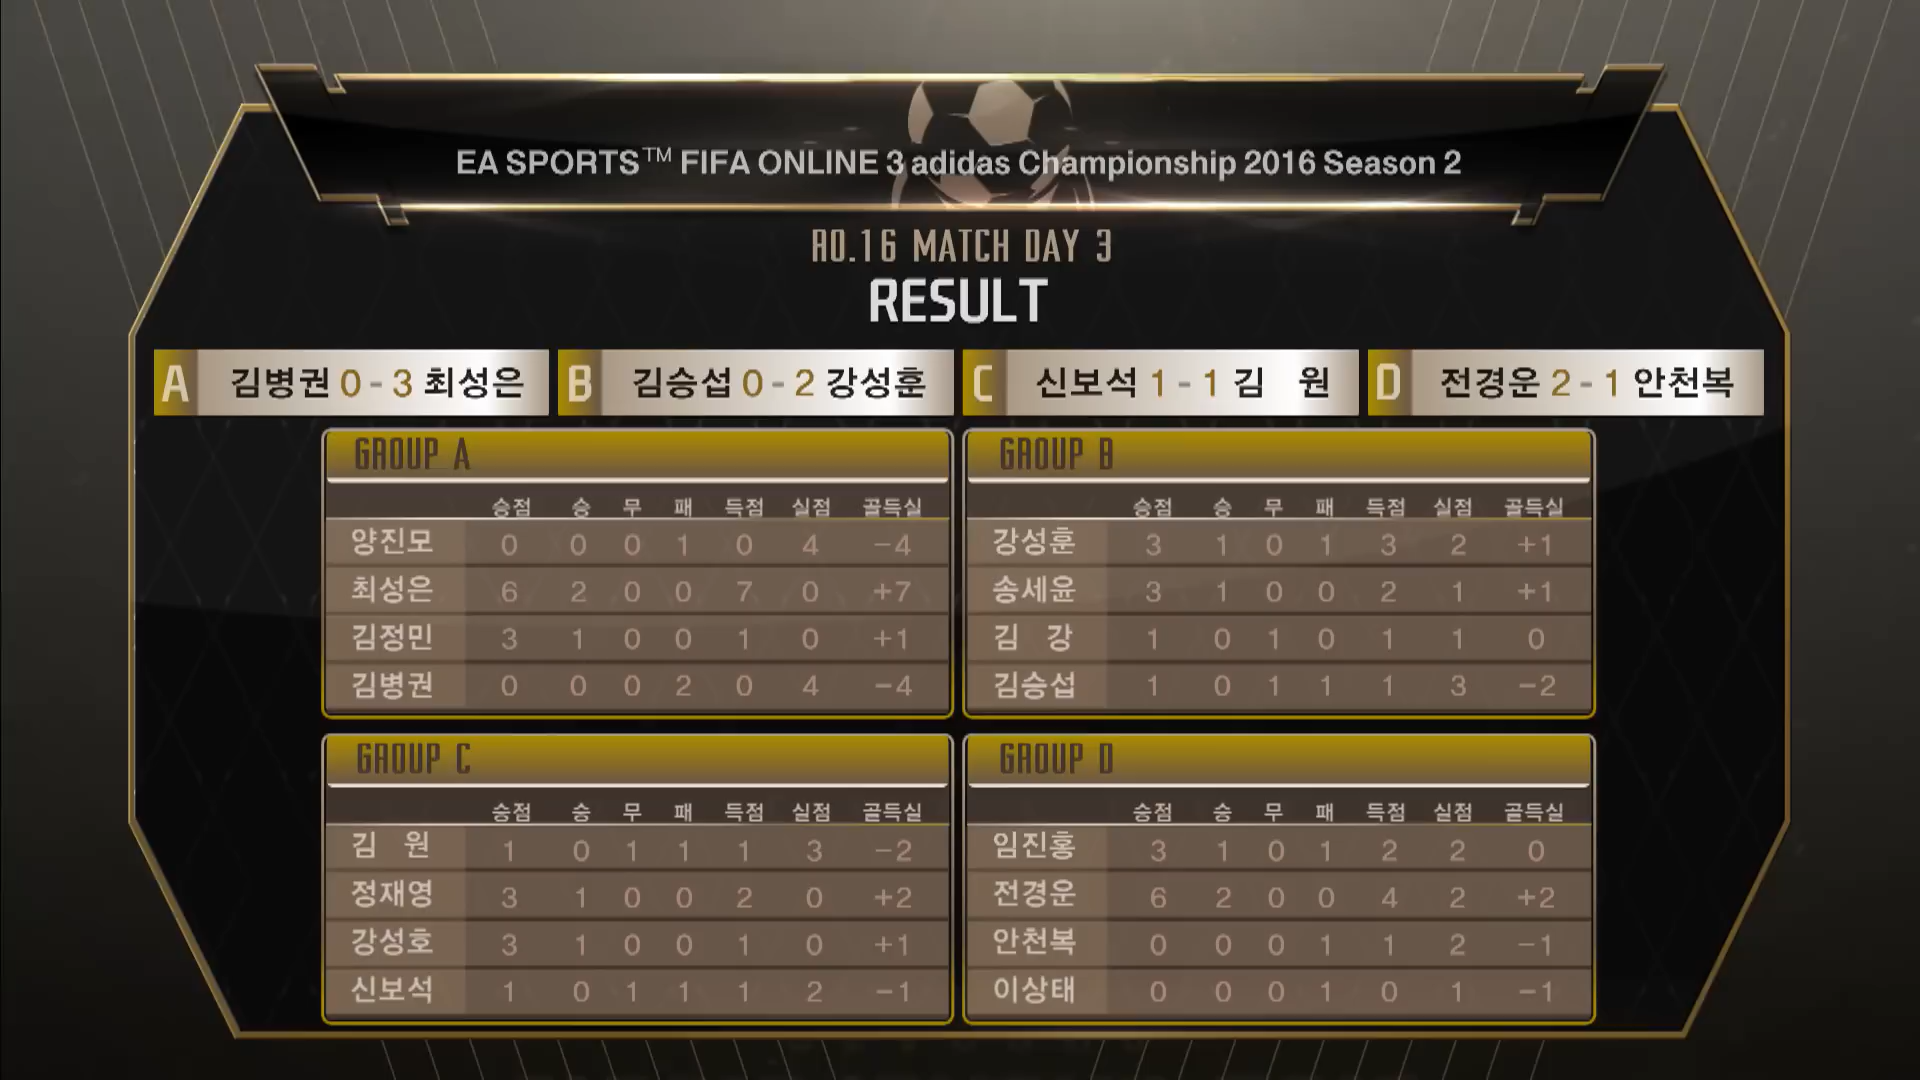 EA SPORTS™ FIFA ONLINE 3 adidas Championship 2016 Season 2
RO.16 MATCH DAY 3
RESULT
A 김병권 0 - 3 최성은
B 김승섭 0 - 2 강성훈
C 신보석 1 - 1 김 원
D 전경운 2 - 1 안천복
GROUP A
승점 승 무 패 득점 실점 골득실
양진모 0 0 0 1 0 4 -4
최성은 6 2 0 0 7 0 +7
김정민 3 1 0 0 1 0 +1
김병권 0 0 0 2 0 4 -4
GROUP B
승점 승 무 패 득점 실점 골득실
강성훈 3 1 0 1 3 2 +1
송세윤 3 1 0 0 2 1 +1
김 강 1 0 1 0 1 1 0
김승섭 1 0 1 1 1 3 -2
GROUP C
승점 승 무 패 득점 실점 골득실
김 원 1 0 1 1 1 3 -2
정재영 3 1 0 0 2 0 +2
강성호 3 1 0 0 1 0 +1
신보석 1 0 1 1 1 2 -1
GROUP D
승점 승 무 패 득점 실점 골득실
임진홍 3 1 0 1 2 2 0
전경운 6 2 0 0 4 2 +2
안천복 0 0 0 1 1 2 -1
이상태 0 0 0 1 0 1 -1